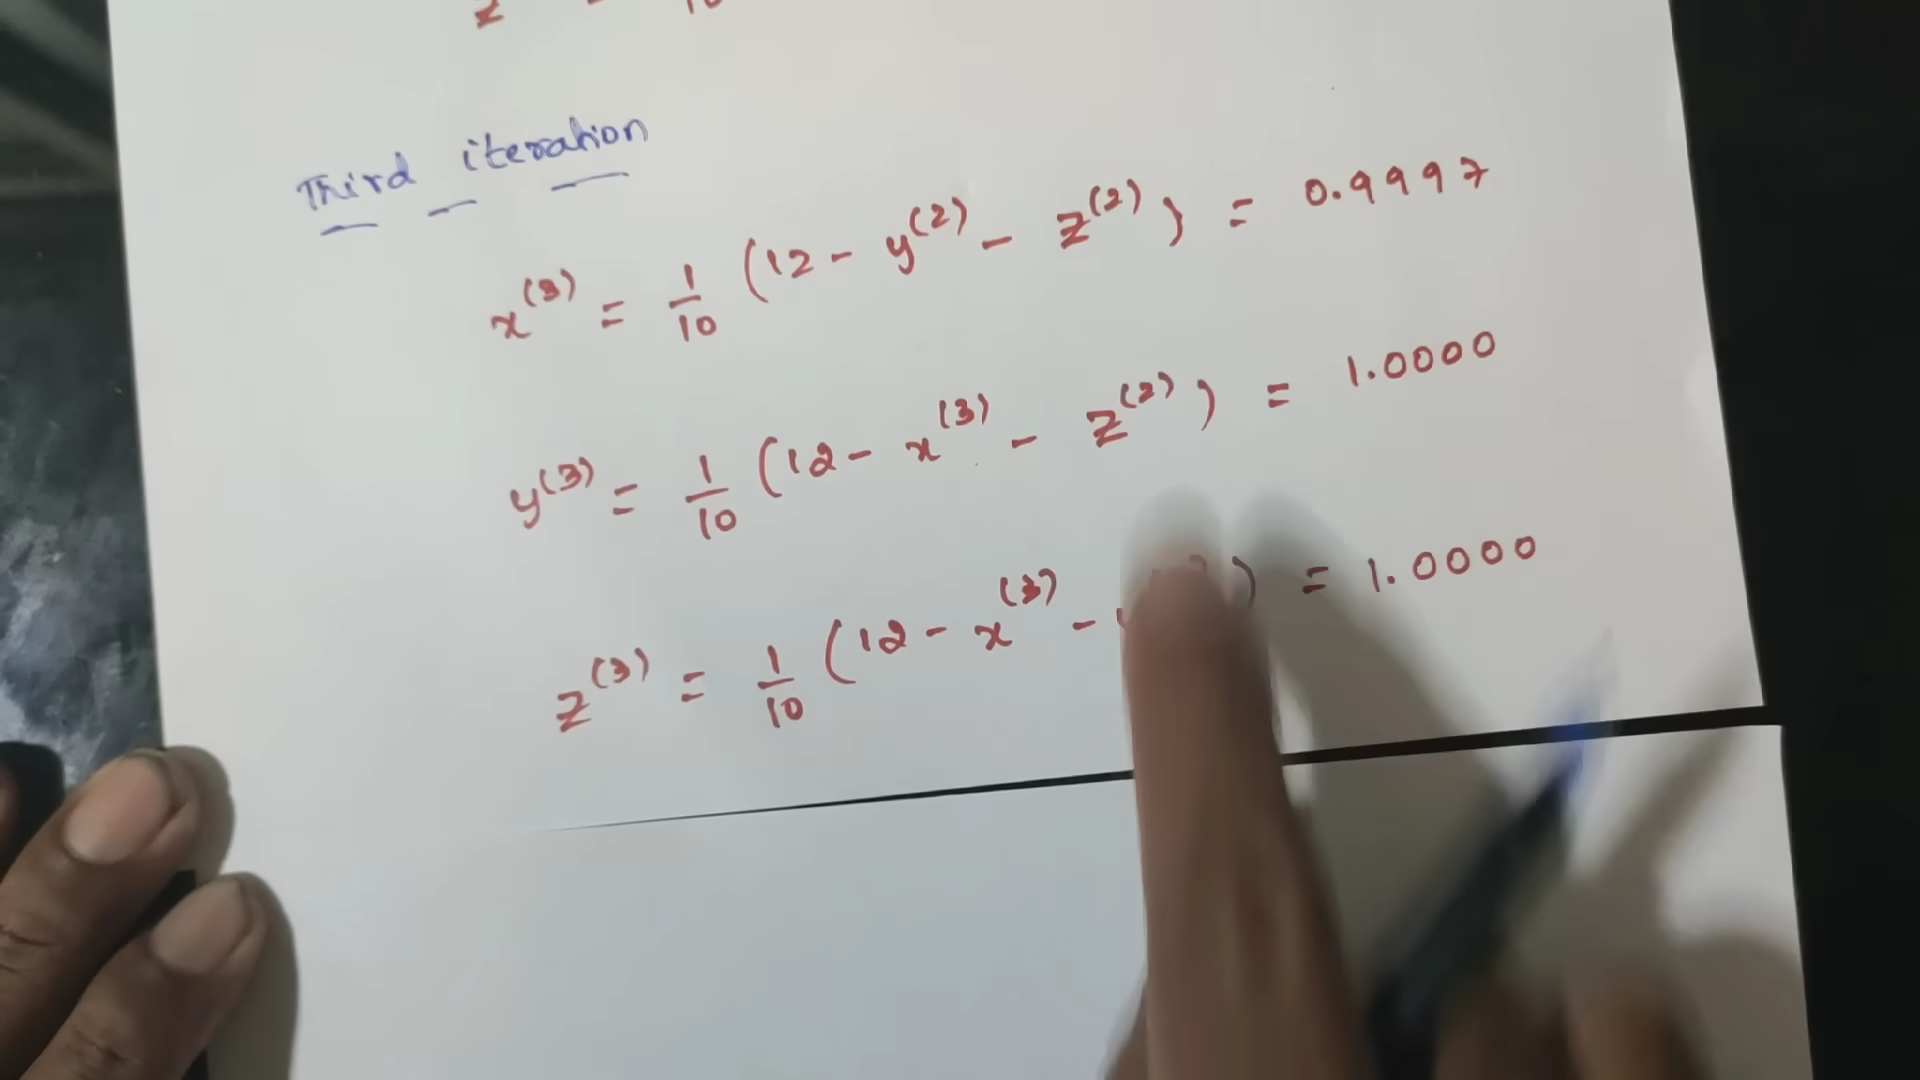 Third iteration
x^(3) = 1/10 (12 - y^(2) - z^(2)) = 0.9997
y^(3) = 1/10 (12 - x^(3) - z^(2)) = 1.0000
z^(3) = 1/10 (12 - x^(3) - ) = 1.0000